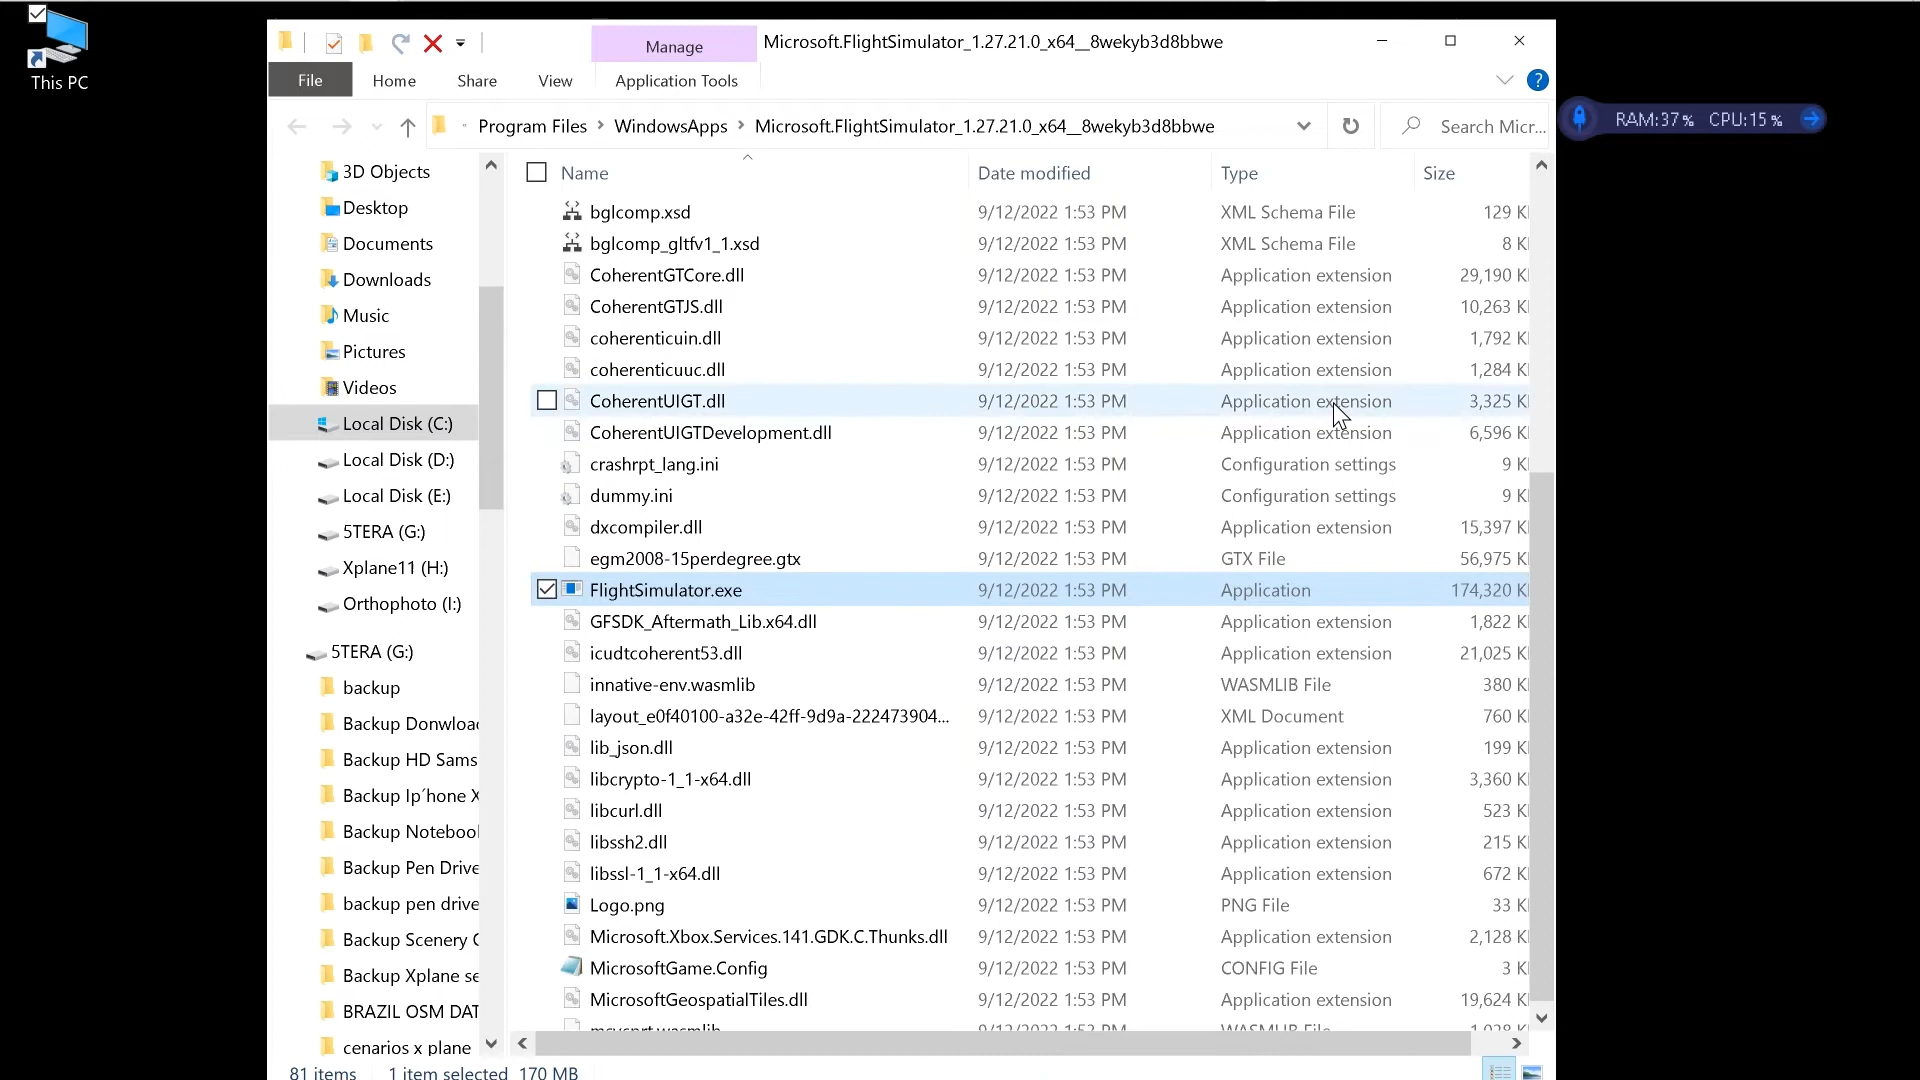 This PC
Manage
Microsoft.FlightSimulator_1.27.21.0_x64__8wekyb3d8bbwe
File Home Share View Application Tools
Program Files > WindowsApps > Microsoft.FlightSimulator_1.27.21.0_x64__8wekyb3d8bbwe
Search Micr...
RAM:37% CPU:15%
3D Objects
Desktop
Documents
Downloads
Music
Pictures
Videos
Local Disk (C:)
Local Disk (D:)
Local Disk (E:)
5TERA (G:)
Xplane11 (H:)
Orthophoto (I:)
5TERA (G:)
backup
Backup Donwloa
Backup HD Sams
Backup Ip´hone X
Backup Notebool
Backup Pen Drive
backup pen drive
Backup Scenery C
Backup Xplane se
BRAZIL OSM DAT
cenarios x plane
Name Date modified Type Size
bglcomp.xsd 9/12/2022 1:53 PM XML Schema File 129 K
bglcomp_gltfv1_1.xsd 9/12/2022 1:53 PM XML Schema File 8 K
CoherentGTCore.dll 9/12/2022 1:53 PM Application extension 29,190 K
CoherentGTJS.dll 9/12/2022 1:53 PM Application extension 10,263 K
coherenticuin.dll 9/12/2022 1:53 PM Application extension 1,792 K
coherenticuuc.dll 9/12/2022 1:53 PM Application extension 1,284 K
CoherentUIGT.dll 9/12/2022 1:53 PM Application extension 3,325 K
CoherentUIGTDevelopment.dll 9/12/2022 1:53 PM Application extension 6,596 K
crashrpt_lang.ini 9/12/2022 1:53 PM Configuration settings 9 K
dummy.ini 9/12/2022 1:53 PM Configuration settings 9 K
dxcompiler.dll 9/12/2022 1:53 PM Application extension 15,397 K
egm2008-15perdegree.gtx 9/12/2022 1:53 PM GTX File 56,975 K
FlightSimulator.exe 9/12/2022 1:53 PM Application 174,320 K
GFSDK_Aftermath_Lib.x64.dll 9/12/2022 1:53 PM Application extension 1,822 K
icudtcoherent53.dll 9/12/2022 1:53 PM Application extension 21,025 K
innative-env.wasmlib 9/12/2022 1:53 PM WASMLIB File 380 K
layout_e0f40100-a32e-42ff-9d9a-222473904... 9/12/2022 1:53 PM XML Document 760 K
lib_json.dll 9/12/2022 1:53 PM Application extension 199 K
libcrypto-1_1-x64.dll 9/12/2022 1:53 PM Application extension 3,360 K
libcurl.dll 9/12/2022 1:53 PM Application extension 523 K
libssh2.dll 9/12/2022 1:53 PM Application extension 215 K
libssl-1_1-x64.dll 9/12/2022 1:53 PM Application extension 672 K
Logo.png 9/12/2022 1:53 PM PNG File 33 K
Microsoft.Xbox.Services.141.GDK.C.Thunks.dll 9/12/2022 1:53 PM Application extension 2,128 K
MicrosoftGame.Config 9/12/2022 1:53 PM CONFIG File 3 K
MicrosoftGeospatialTiles.dll 9/12/2022 1:53 PM Application extension 19,624 K
9/12/2022 1:53 PM WASMLIB File
81 items 1 item selected 170 MB